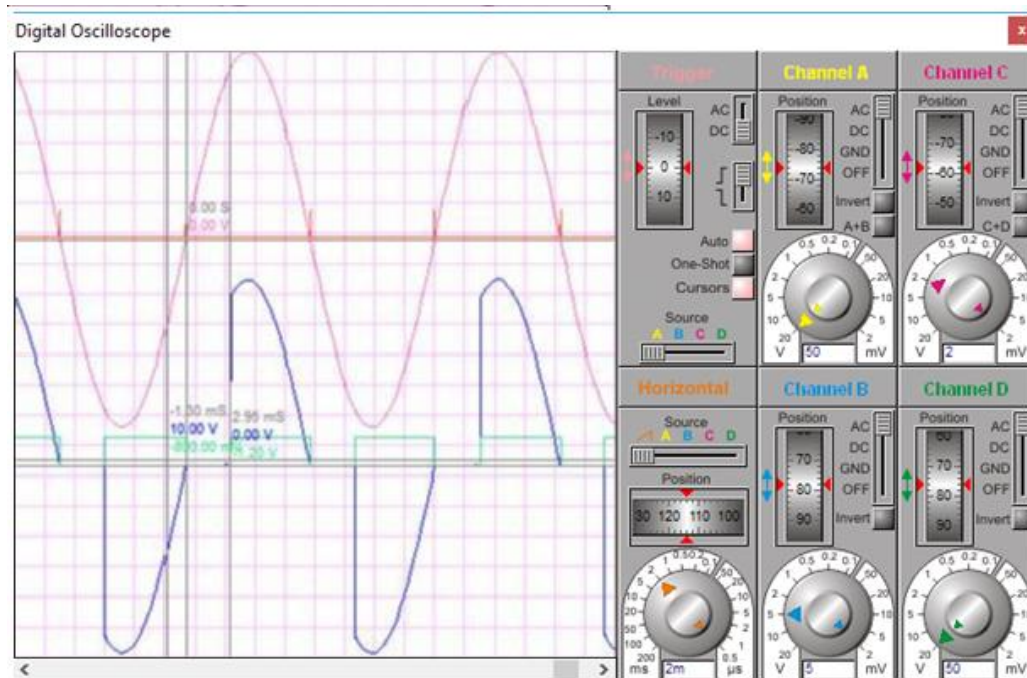 Digital Oscilloscope
x
Trigger
Level
AC
DC
-10
0
10
Auto
One-Shot
Cursors
Source
A B C D
Channel A
Position
AC
DC
GND
OFF
-90
-80
-70
-60
Invert
A+B
V
50
mV
Channel C
Position
AC
DC
GND
OFF
-70
-60
-50
Invert
C+D
V
2
mV
0.00 S
0.00 V
-1.30 mS
10.00 V
2.95 mS
0.00 V
Horizontal
Source
A B C D
Position
120 110 100
ms
2m
µs
Channel B
Position
AC
DC
GND
OFF
70
80
90
Invert
V
5
mV
Channel D
Position
AC
DC
GND
OFF
70
80
90
Invert
V
50
mV